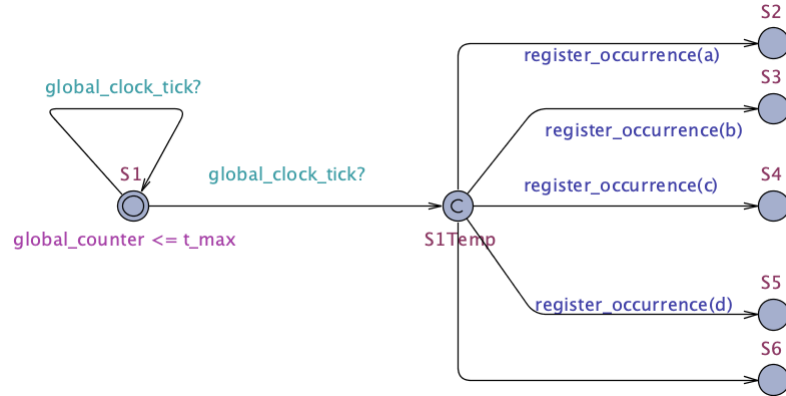 S2
register_occurrence(a)
S3
global_clock_tick?
register_occurrence(b)
S1
global_clock_tick?
S4
register_occurrence(c)
C
global_counter <= t_max
S1Temp
S5
register_occurrence(d)
S6